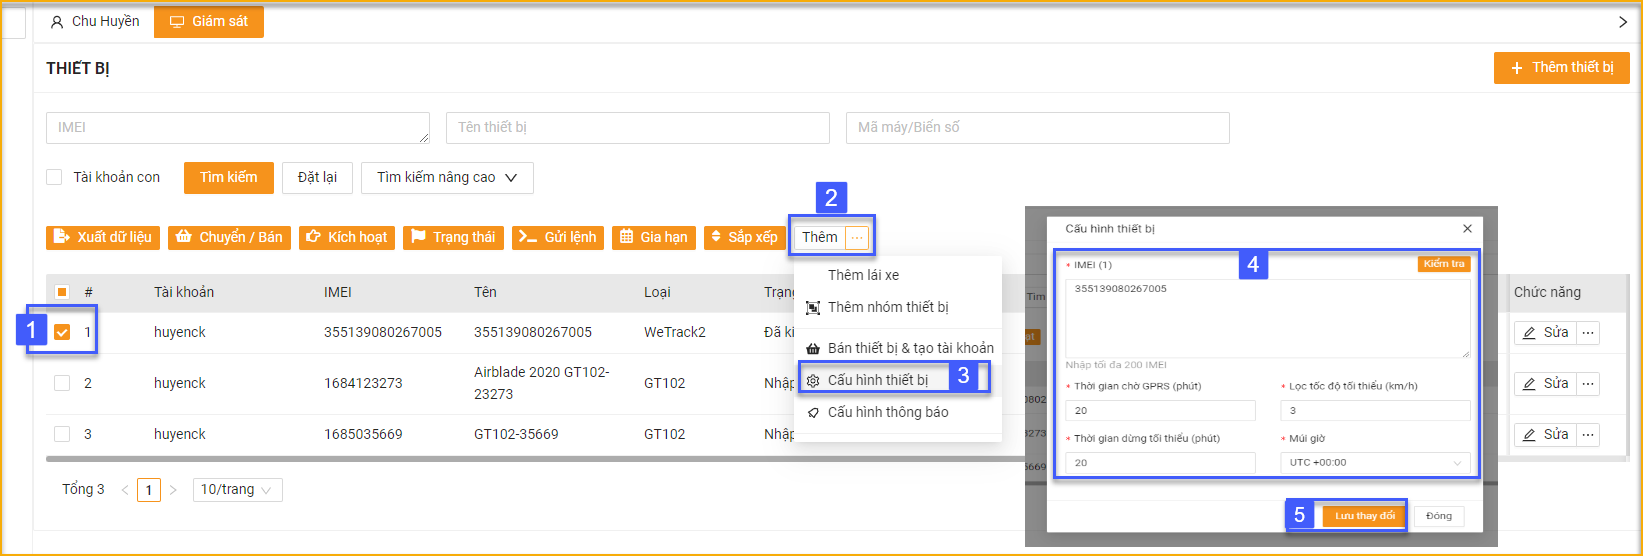 Chu Huyền Giám sát
THIẾT BỊ
Thêm thiết bị
IMEI Tên thiết bị Mã máy/Biển số
Tài khoản con Tìm kiếm Đặt lại Tìm kiếm nâng cao
2
Xuất dữ liệu Chuyển / Bán Kích hoạt Trạng thái Gửi lệnh Gia hạn Sắp xếp Thêm ...
Thêm lái xe
Thêm nhóm thiết bị
Bán thiết bị & tạo tài khoản
Cấu hình thiết bị 3
Cấu hình thông báo
# Tài khoản IMEI Tên Loại Trạng Chức năng
1 1 huyenck 355139080267005 355139080267005 WeTrack2 Đã ki Sửa ...
2 huyenck 1684123273 Airblade 2020 GT102-
23273 GT102 Nhập Sửa ...
3 huyenck 1685035669 GT102-35669 GT102 Nhập Sửa ...
Tổng 3 < 1 > 10/trang
Cấu hình thiết bị
4
* IMEI (1) Kiểm tra
355139080267005
Nhập tối đa 200 IMEI
* Thời gian chờ GPRS (phút) * Lọc tốc độ tối thiểu (km/h)
20 3
* Thời gian dừng tối thiểu (phút) * Múi giờ
20 UTC +00:00
5 Lưu thay đổi Đóng